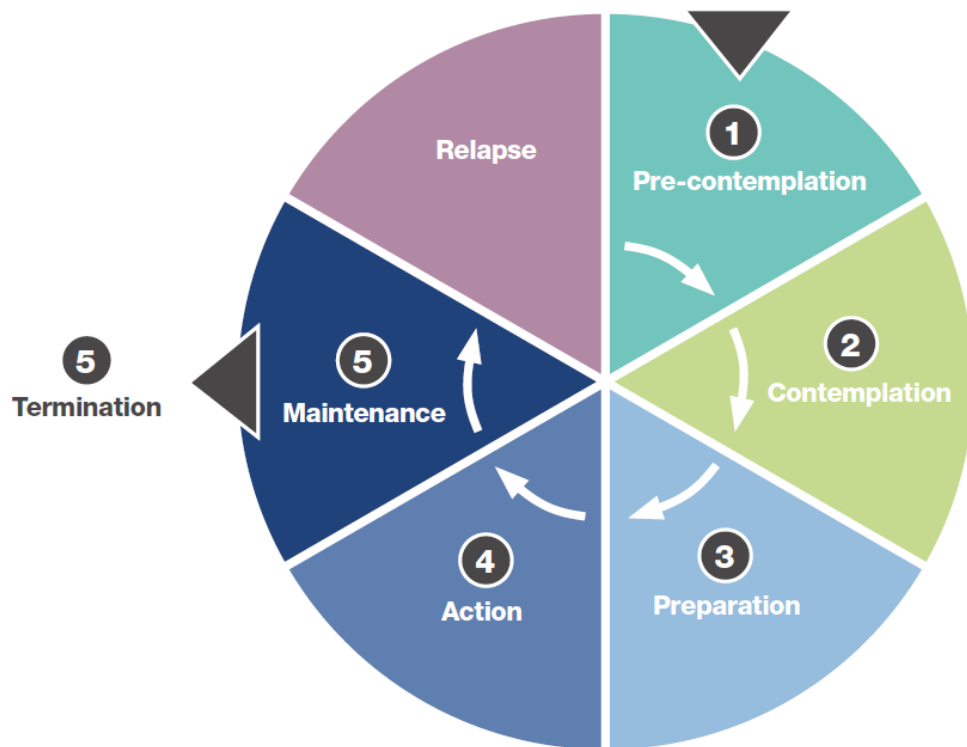 Relapse
1
Pre-contemplation
2
Contemplation
3
Preparation
4
Action
5
Maintenance
5
Termination